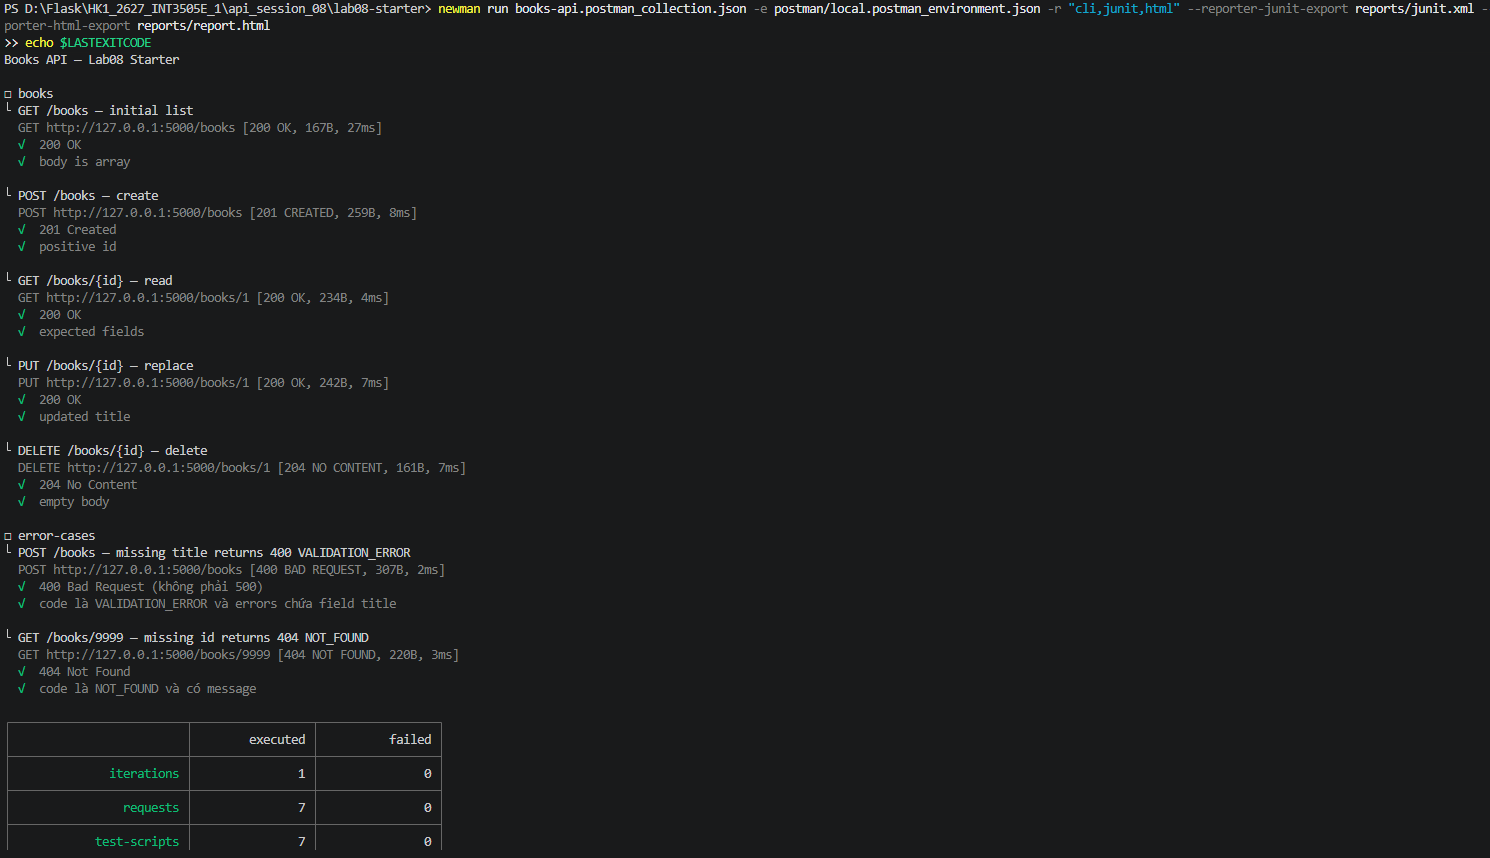 PS D:\Flask\HK1_2627_INT3505E_1\api_session_08\lab08-starter> newman run books-api.postman_collection.json -e postman/local.postman_environment.json -r "cli,junit,html" --reporter-junit-export reports/junit.xml -
porter-html-export reports/report.html
>> echo $LASTEXITCODE
Books API — Lab08 Starter
□ books
└ GET /books — initial list
GET http://127.0.0.1:5000/books [200 OK, 167B, 27ms]
√ 200 OK
√ body is array
└ POST /books — create
POST http://127.0.0.1:5000/books [201 CREATED, 259B, 8ms]
√ 201 Created
√ positive id
└ GET /books/{id} — read
GET http://127.0.0.1:5000/books/1 [200 OK, 234B, 4ms]
√ 200 OK
√ expected fields
└ PUT /books/{id} — replace
PUT http://127.0.0.1:5000/books/1 [200 OK, 242B, 7ms]
√ 200 OK
√ updated title
└ DELETE /books/{id} — delete
DELETE http://127.0.0.1:5000/books/1 [204 NO CONTENT, 161B, 7ms]
√ 204 No Content
√ empty body
□ error-cases
└ POST /books — missing title returns 400 VALIDATION_ERROR
POST http://127.0.0.1:5000/books [400 BAD REQUEST, 307B, 2ms]
√ 400 Bad Request (không phải 500)
√ code là VALIDATION_ERROR và errors chứa field title
└ GET /books/9999 — missing id returns 404 NOT_FOUND
GET http://127.0.0.1:5000/books/9999 [404 NOT FOUND, 220B, 3ms]
√ 404 Not Found
√ code là NOT_FOUND và có message
executed failed
iterations 1 0
requests 7 0
test-scripts 7 0